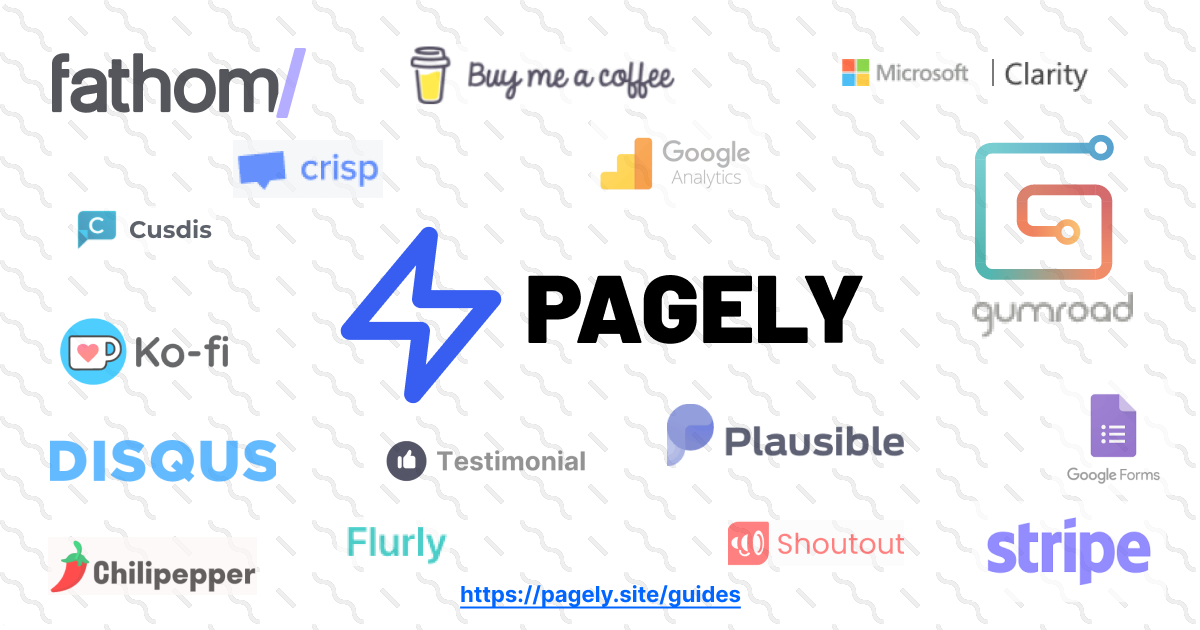 fathom/
Buy me a coffee
Microsoft | Clarity
crisp
Google
Analytics
C Cusdis
PAGELY
gumroad
Ko-fi
DISQUS
Testimonial
Plausible
Google Forms
Flurly
Shoutout
stripe
Chilipepper
https://pagely.site/guides